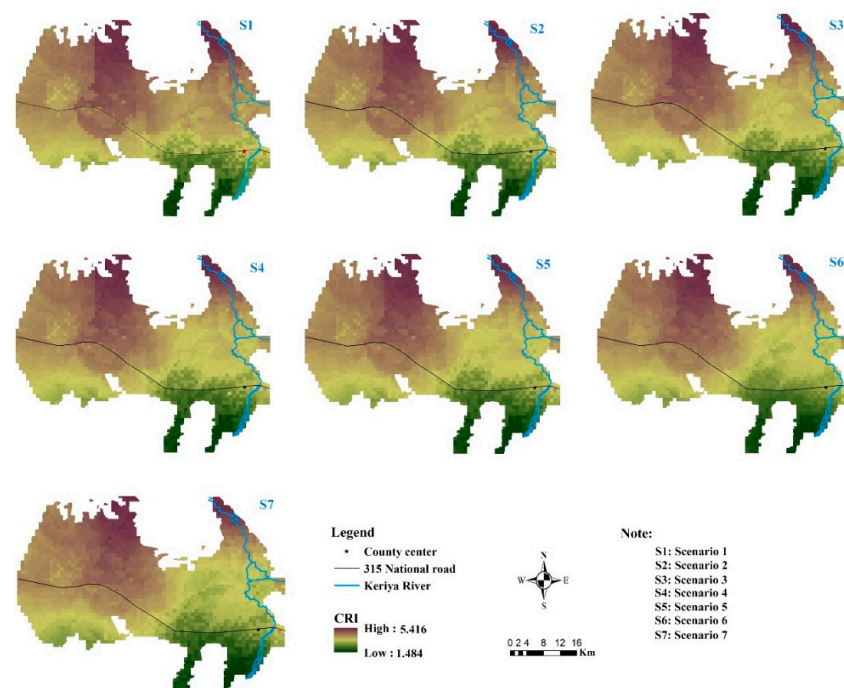 S1
S2
S3
S4
S5
S6
S7
Legend
County center
315 National road
Keriya River
CRI
High : 5.416
Low : 1.484
N
W E
S
0 2 4 8 12 16
Km
Note:
S1: Scenario 1
S2: Scenario 2
S3: Scenario 3
S4: Scenario 4
S5: Scenario 5
S6: Scenario 6
S7: Scenario 7